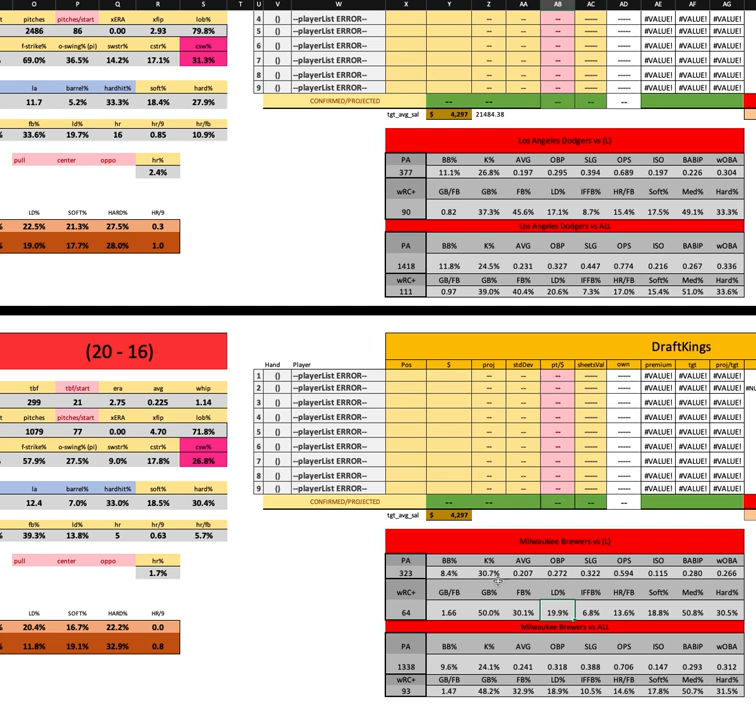 O P Q R S T U V W X Y Z AA AB AC AD AE AF AG
pitches pitches/start xERA xfip lob%
2486 86 0.00 2.93 79.8%
f-strike% o-swing% (pi) swstr% cstr% csw%
69.0% 36.5% 14.2% 17.1% 31.3%
la barrel% hardhit% soft% hard%
11.7 5.2% 33.3% 18.4% 27.9%
fb% ld% hr hr/9 hr/fb
33.6% 19.7% 16 0.85 10.9%
pull center oppo hr%
2.4%
LD% SOFT% HARD% HR/9
22.5% 21.3% 27.5% 0.3
19.0% 17.7% 28.0% 1.0
4 () --playerList ERROR-- -- -- -- ----- ----- #VALUE! #VALUE! #VALUE!
5 () --playerList ERROR-- -- -- -- ----- ----- #VALUE! #VALUE! #VALUE!
6 () --playerList ERROR-- -- -- -- ----- ----- #VALUE! #VALUE! #VALUE!
7 () --playerList ERROR-- -- -- -- ----- ----- #VALUE! #VALUE! #VALUE!
8 () --playerList ERROR-- -- -- -- ----- ----- #VALUE! #VALUE! #VALUE!
9 () --playerList ERROR-- -- -- -- ----- ----- #VALUE! #VALUE! #VALUE!
CONFIRMED/PROJECTED -- -- -- -- --
tgt_avg_sal $ 4,297 21484.38
Los Angeles Dodgers vs (L)
PA BB% K% AVG OBP SLG OPS ISO BABIP wOBA
377 11.1% 26.8% 0.197 0.295 0.394 0.689 0.197 0.226 0.304
wRC+ GB/FB GB% FB% LD% IFFB% HR/FB Soft% Med% Hard%
90 0.82 37.3% 45.6% 17.1% 8.7% 15.4% 17.5% 49.1% 33.3%
Los Angeles Dodgers vs ALL
PA BB% K% AVG OBP SLG OPS ISO BABIP wOBA
1418 11.8% 24.5% 0.231 0.327 0.447 0.774 0.216 0.267 0.336
wRC+ GB/FB GB% FB% LD% IFFB% HR/FB Soft% Med% Hard%
111 0.97 39.0% 40.4% 20.6% 7.3% 17.0% 15.4% 51.0% 33.6%
(20 - 16)
tbf tbf/start era avg whip
299 21 2.75 0.225 1.14
pitches pitches/start xERA xfip lob%
1079 77 0.00 4.70 71.8%
f-strike% o-swing% (pi) swstr% cstr% csw%
57.9% 27.5% 9.0% 17.8% 26.8%
la barrel% hardhit% soft% hard%
12.4 7.0% 33.0% 18.5% 30.4%
fb% ld% hr hr/9 hr/fb
39.3% 13.8% 5 0.63 5.7%
pull center oppo hr%
1.7%
LD% SOFT% HARD% HR/9
20.4% 16.7% 22.2% 0.0
11.8% 19.1% 32.9% 0.8
DraftKings
Hand Player Pos $ proj stdDev pt/$ sheetsVal own premium tgt proj/tgt
1 () --playerList ERROR-- -- -- -- ----- ----- #VALUE! #VALUE! #VALUE!
2 () --playerList ERROR-- -- -- -- ----- ----- #VALUE! #VALUE! #VALUE!
3 () --playerList ERROR-- -- -- -- ----- ----- #VALUE! #VALUE! #VALUE!
4 () --playerList ERROR-- -- -- -- ----- ----- #VALUE! #VALUE! #VALUE!
5 () --playerList ERROR-- -- -- -- ----- ----- #VALUE! #VALUE! #VALUE!
6 () --playerList ERROR-- -- -- -- ----- ----- #VALUE! #VALUE! #VALUE!
7 () --playerList ERROR-- -- -- -- ----- ----- #VALUE! #VALUE! #VALUE!
8 () --playerList ERROR-- -- -- -- ----- ----- #VALUE! #VALUE! #VALUE!
9 () --playerList ERROR-- -- -- -- ----- ----- #VALUE! #VALUE! #VALUE!
CONFIRMED/PROJECTED -- -- -- -- --
tgt_avg_sal $ 4,297
Milwaukee Brewers vs (L)
PA BB% K% AVG OBP SLG OPS ISO BABIP wOBA
323 8.4% 30.7% 0.207 0.272 0.322 0.594 0.115 0.280 0.266
wRC+ GB/FB GB% FB% LD% IFFB% HR/FB Soft% Med% Hard%
64 1.66 50.0% 30.1% 19.9% 6.8% 13.6% 18.8% 50.8% 30.5%
Milwaukee Brewers vs ALL
PA BB% K% AVG OBP SLG OPS ISO BABIP wOBA
1338 9.6% 24.1% 0.241 0.318 0.388 0.706 0.147 0.293 0.312
wRC+ GB/FB GB% FB% LD% IFFB% HR/FB Soft% Med% Hard%
93 1.47 48.2% 32.9% 18.9% 10.5% 14.6% 17.8% 50.7% 31.5%